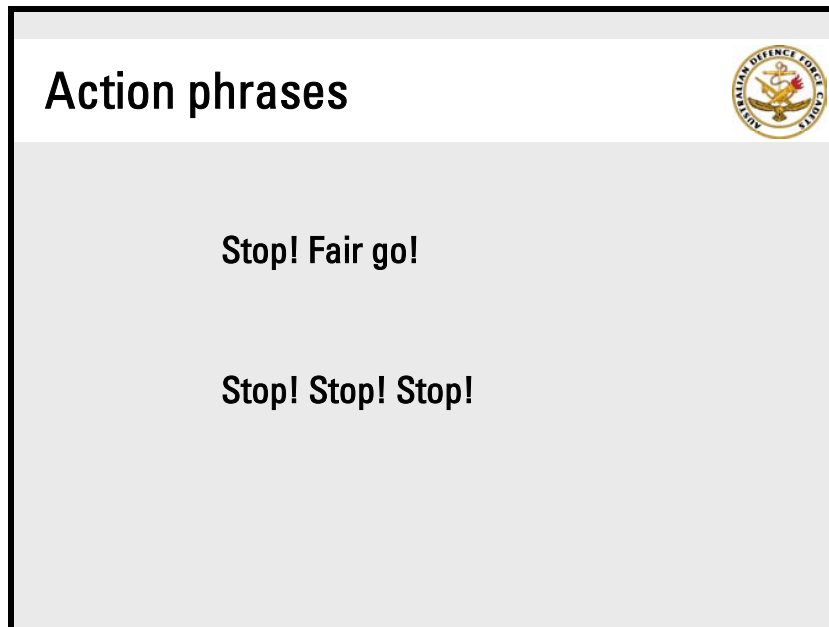 Action phrases
AUSTRALIAN DEFENCE FORCE CADETS
Stop! Fair go!
Stop! Stop! Stop!